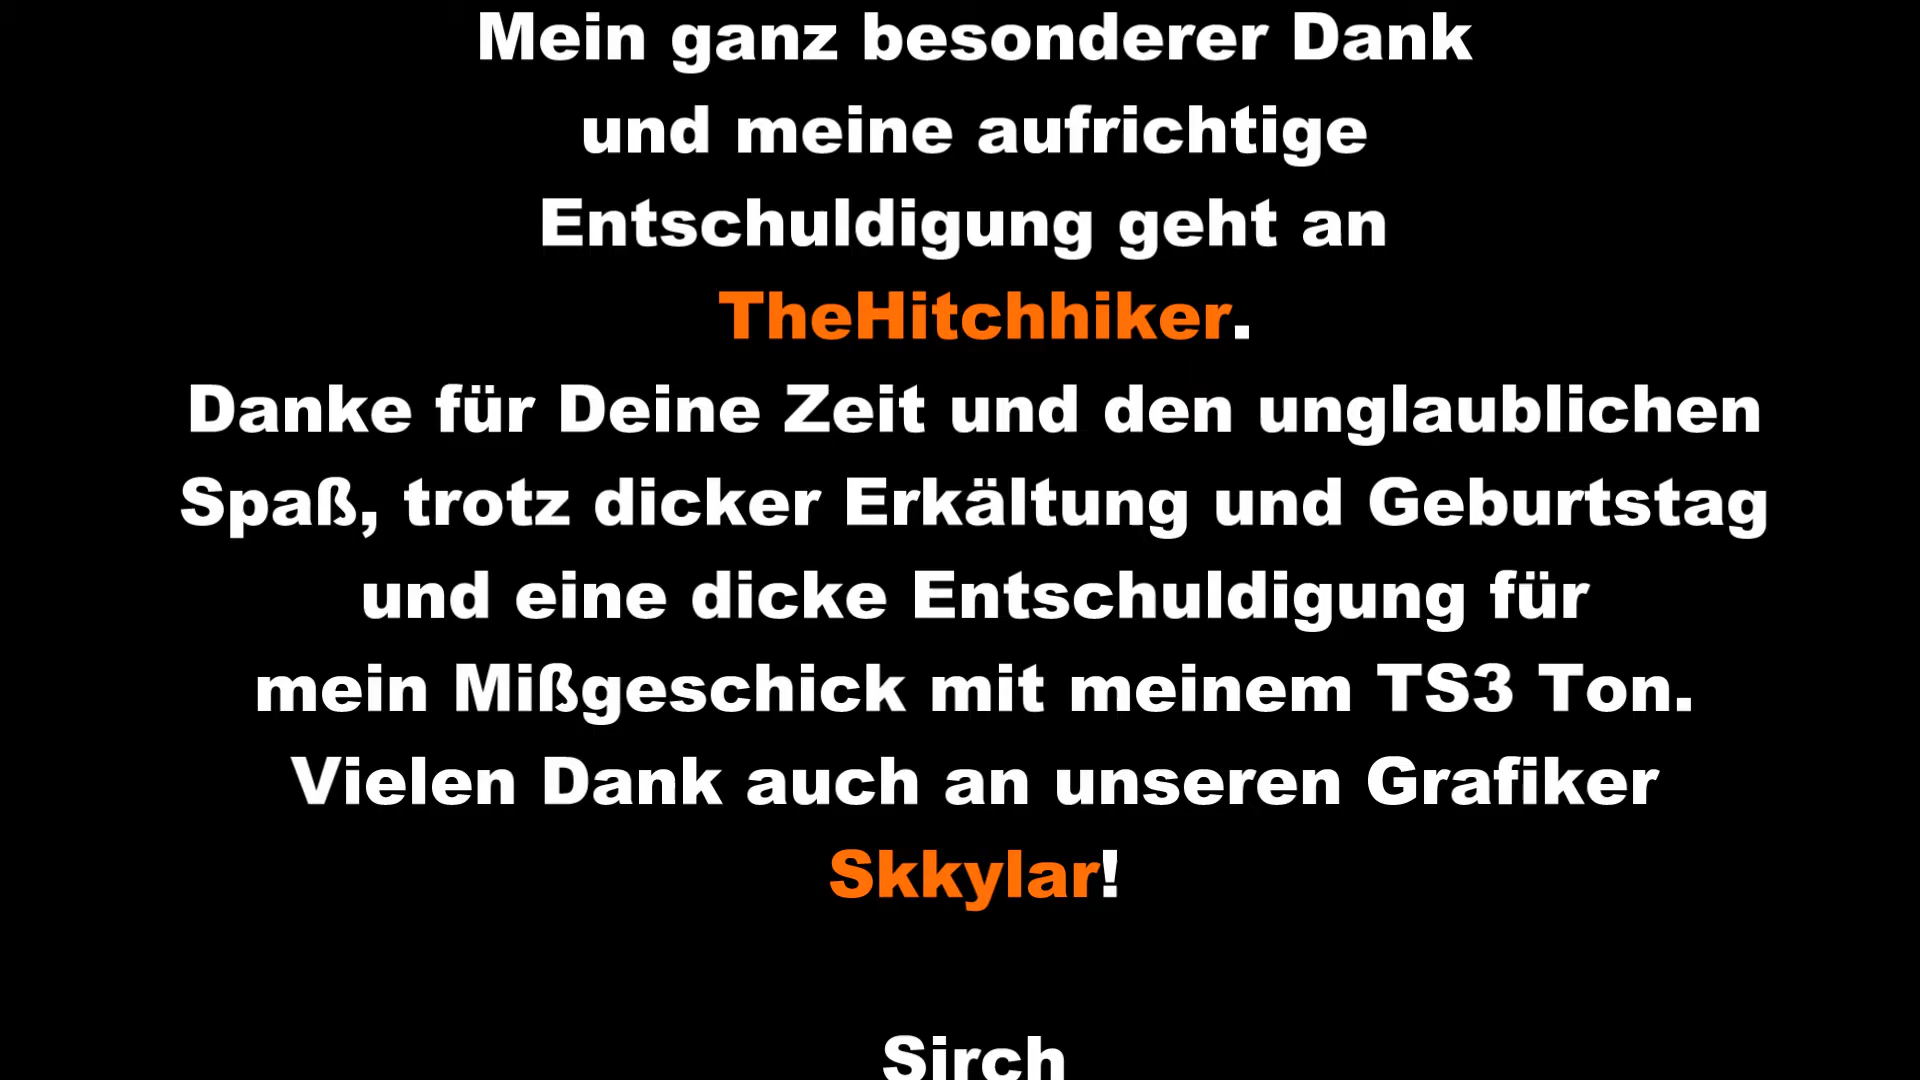 Mein ganz besonderer Dank
und meine aufrichtige
Entschuldigung geht an
TheHitchhiker.
Danke für Deine Zeit und den unglaublichen
Spaß, trotz dicker Erkältung und Geburtstag
und eine dicke Entschuldigung für
mein Mißgeschick mit meinem TS3 Ton.
Vielen Dank auch an unseren Grafiker
Skkylar!
Sirch